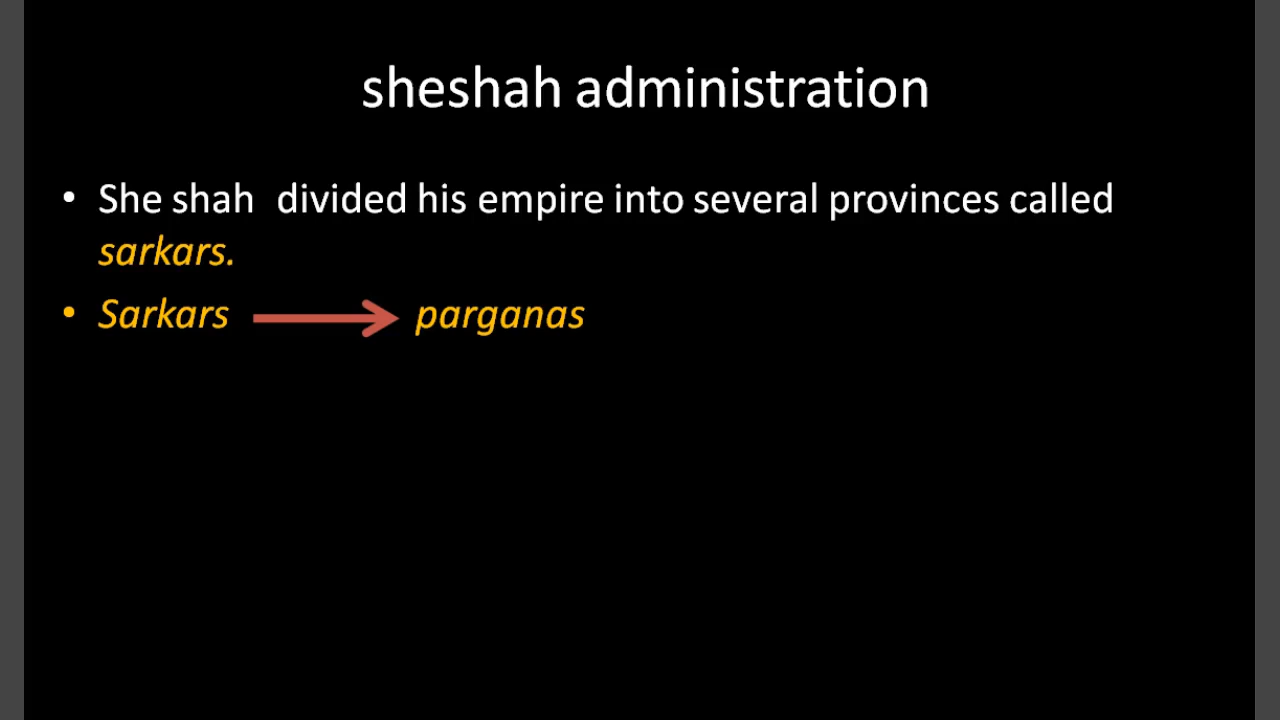 sheshah administration
• She shah divided his empire into several provinces called
sarkars.
• Sarkars → parganas